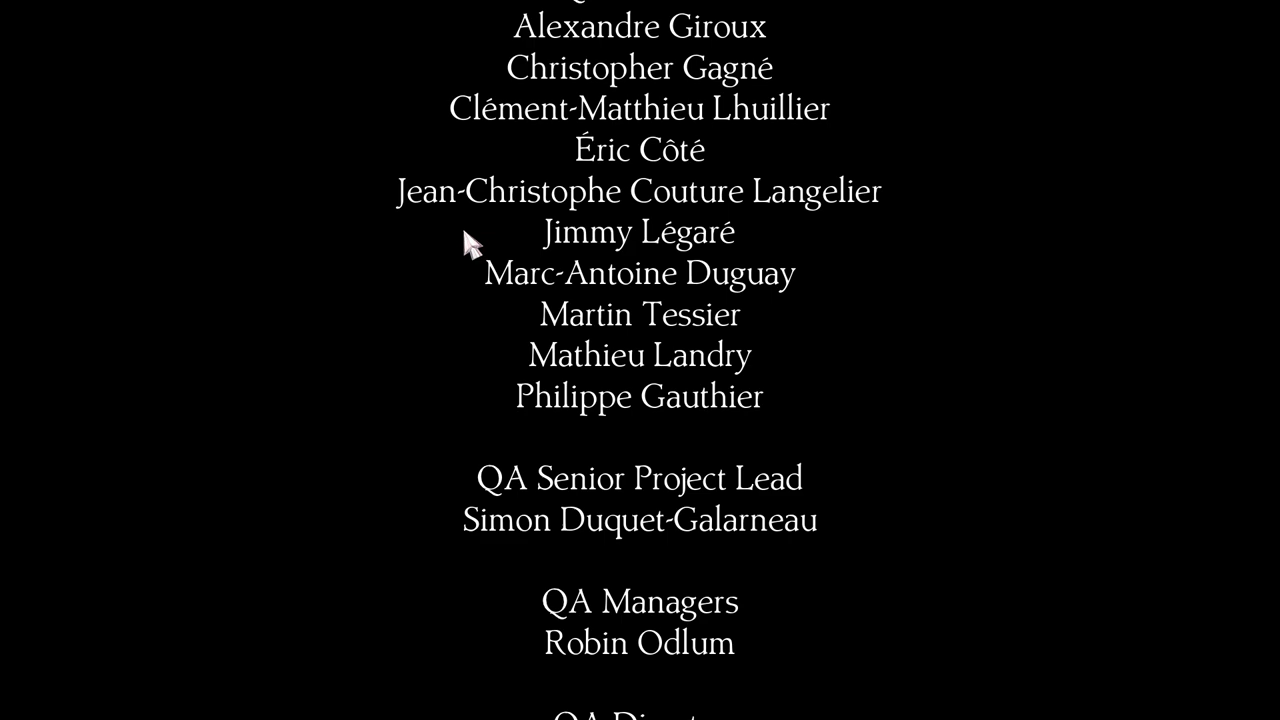 Alexandre Giroux
Christopher Gagné
Clément-Matthieu Lhuillier
Éric Côté
Jean-Christophe Couture Langelier
Jimmy Légaré
Marc-Antoine Duguay
Martin Tessier
Mathieu Landry
Philippe Gauthier
QA Senior Project Lead
Simon Duquet-Galarneau
QA Managers
Robin Odlum
QA